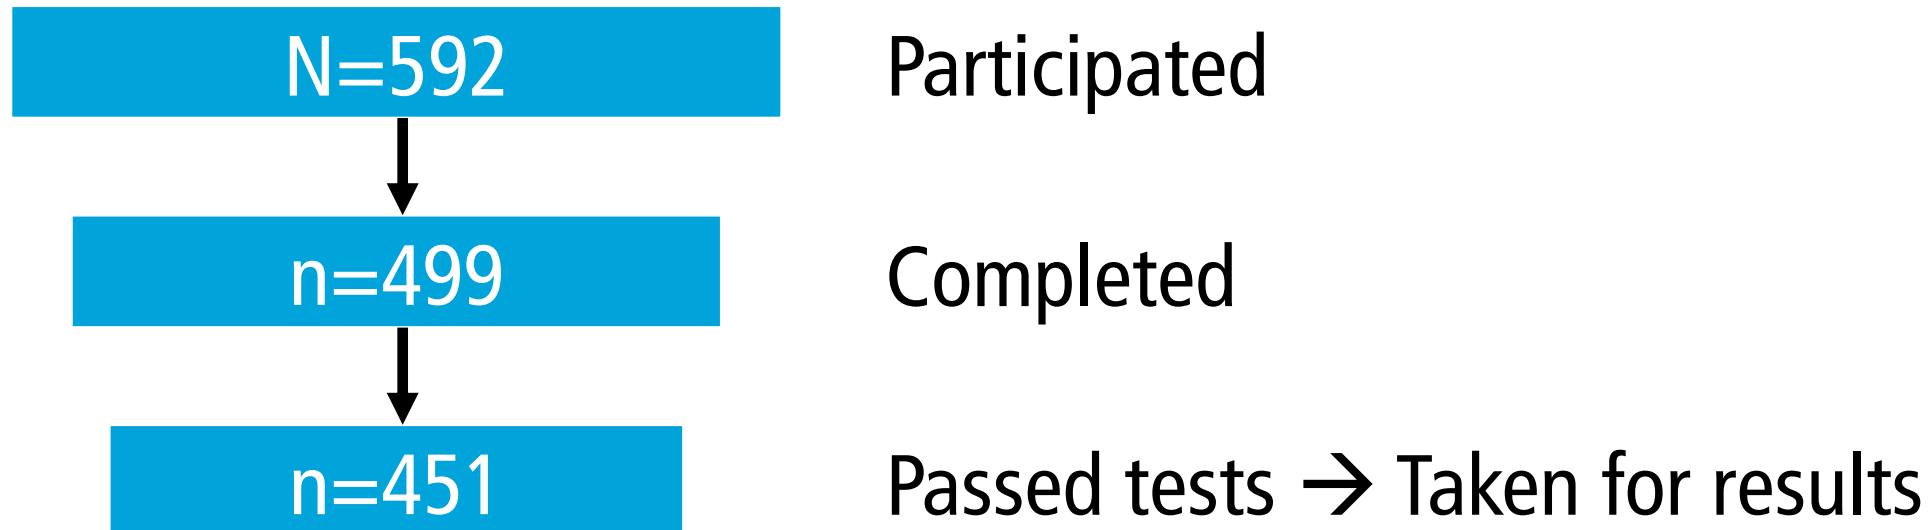 N=592 Participated
n=499 Completed
n=451 Passed tests → Taken for results